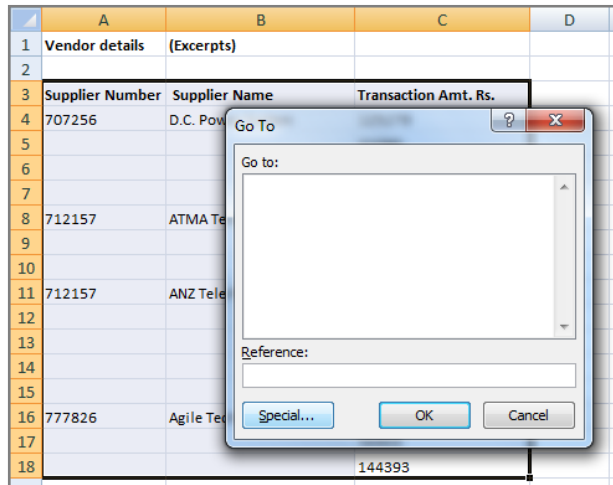 A B C D
1 Vendor details (Excerpts)
2
3 Supplier Number Supplier Name Transaction Amt. Rs.
4 707256 D.C. Pow
Go To
5
Go to:
6
7
8 712157 ATMA Te
9
10
11 712157 ANZ Tele
12
13
Reference:
14
15
16 777826 Agile Tec
Special... OK Cancel
17
18 144393